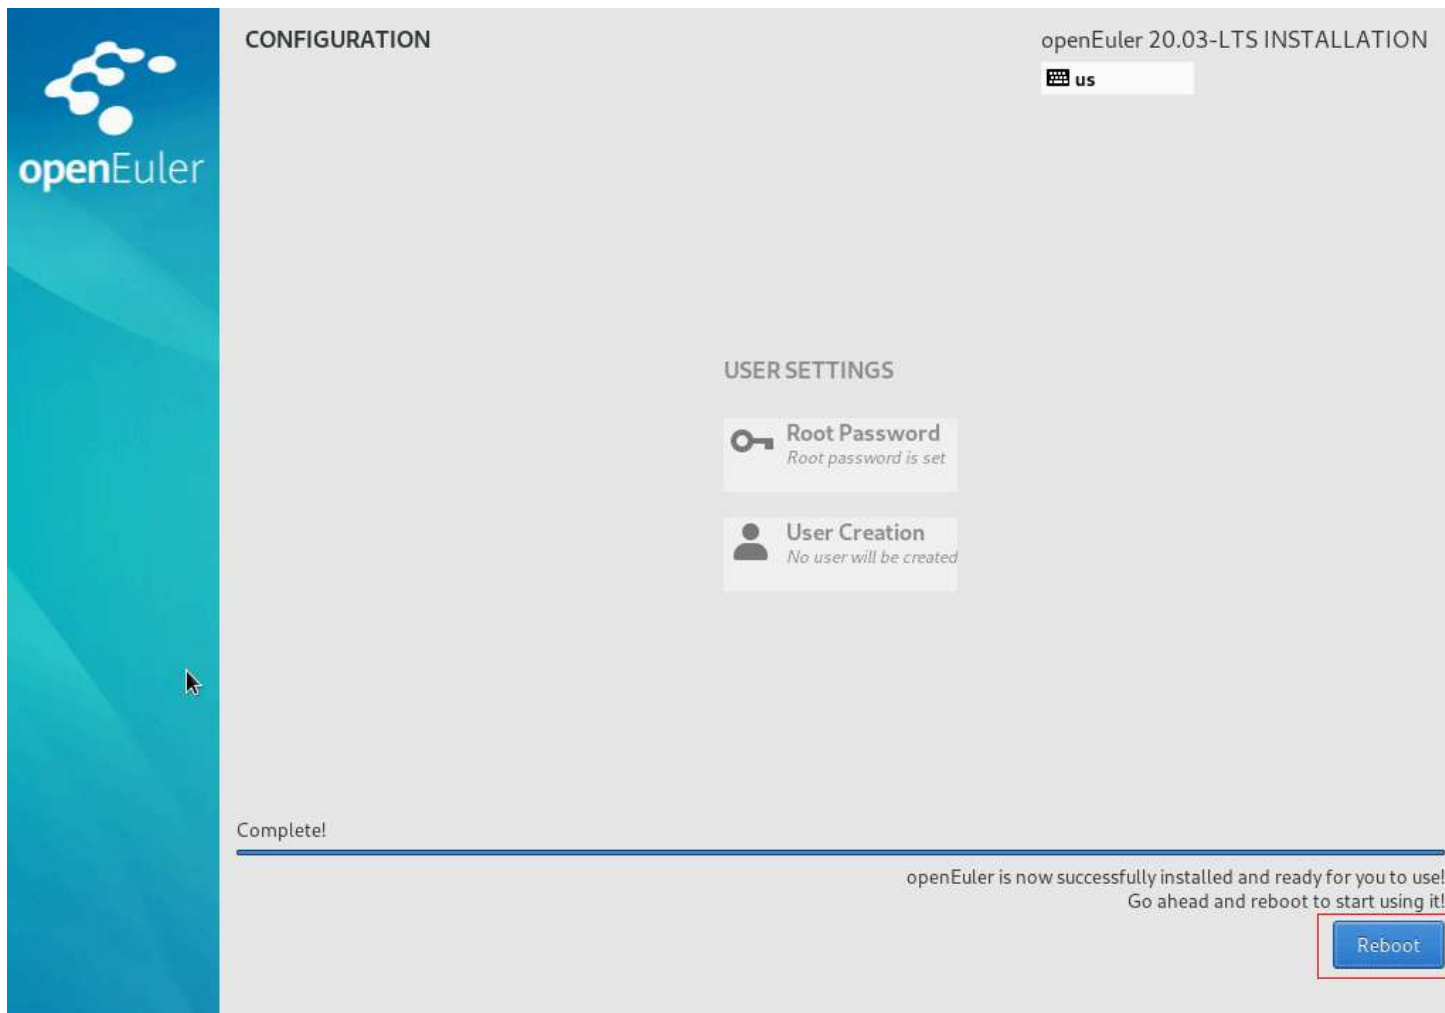 openEuler
CONFIGURATION
openEuler 20.03-LTS INSTALLATION
us
USER SETTINGS
Root Password
Root password is set
User Creation
No user will be created
Complete!
openEuler is now successfully installed and ready for you to use!
Go ahead and reboot to start using it!
Reboot